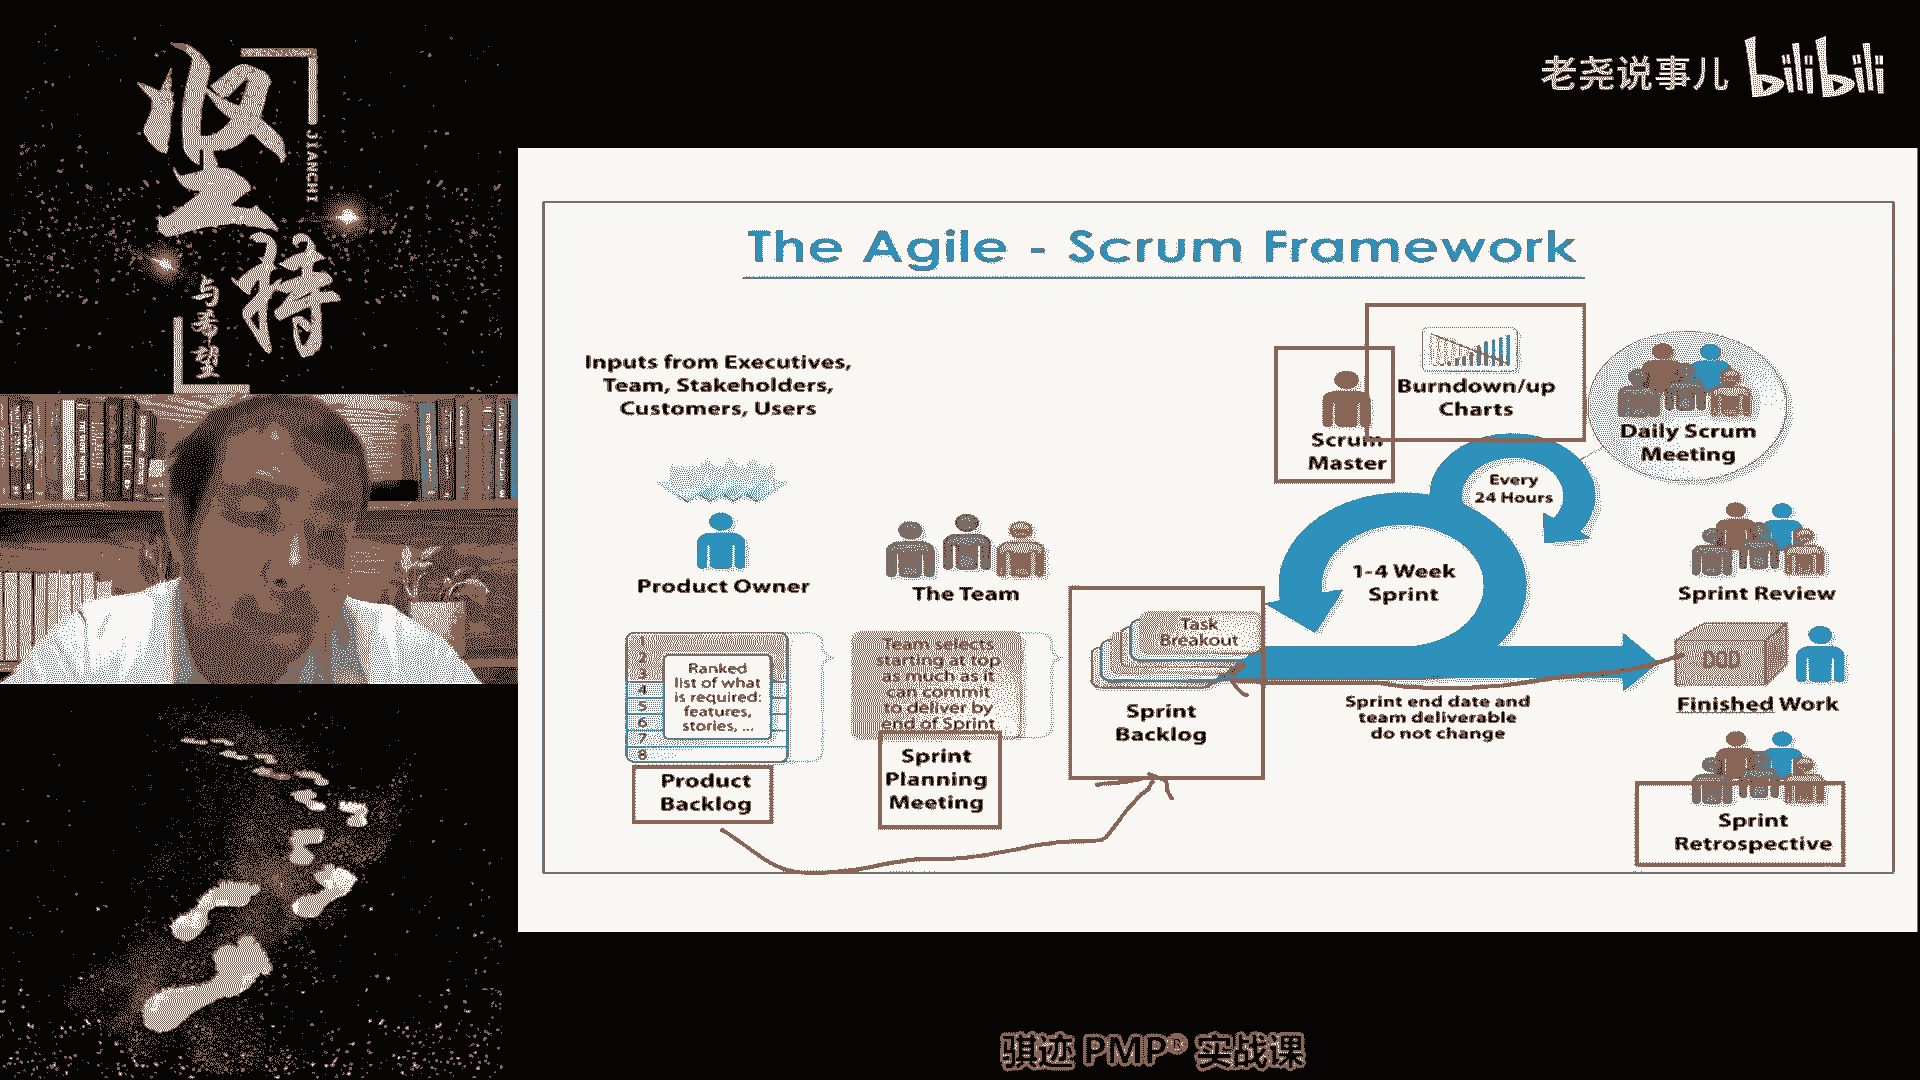 坚持
JIANCHI
与希望
老尧说事儿 bilibili
The Agile - Scrum Framework
Inputs from Executives,
Team, Stakeholders,
Customers, Users
Product Owner
The Team
1
2
3
4
5
6
7
8
Ranked
list of what
is required:
features,
stories, ...
Product
Backlog
Team selects
starting at top
as much as it
can commit
to deliver by
end of Sprint
Sprint
Planning
Meeting
Task
Breakout
Sprint
Backlog
Scrum
Master
Burndown/up
Charts
Every
24 Hours
1-4 Week
Sprint
Sprint end date and
team deliverable
do not change
Daily Scrum
Meeting
Sprint Review
DOD
Finished Work
Sprint
Retrospective
骐迹 PMP® 实战课